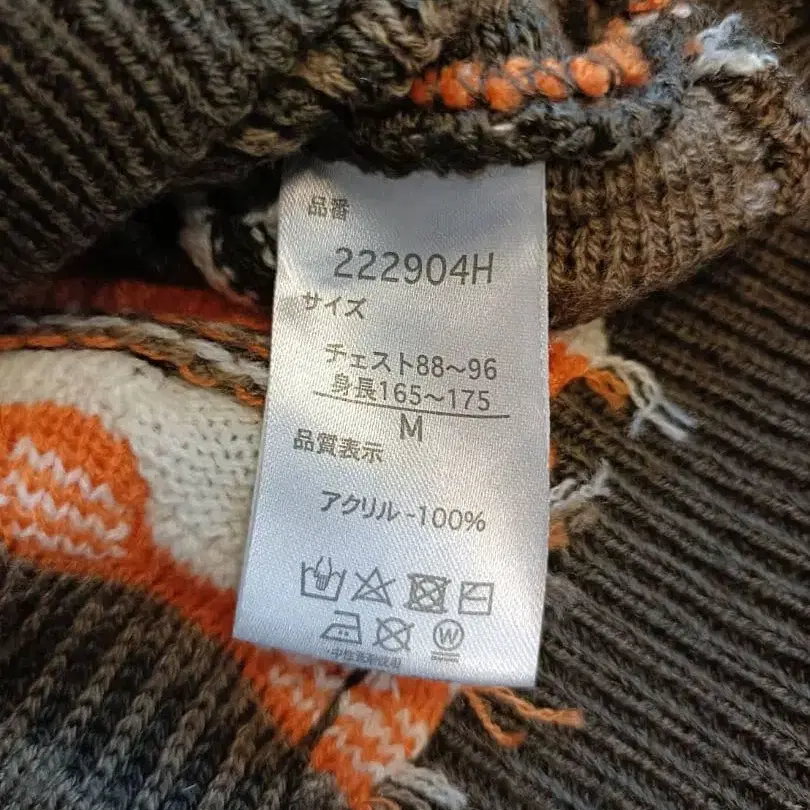 品番
222904H
サイズ
チェスト88～96
身長165～175
M
品質表示
アクリル-100%
W